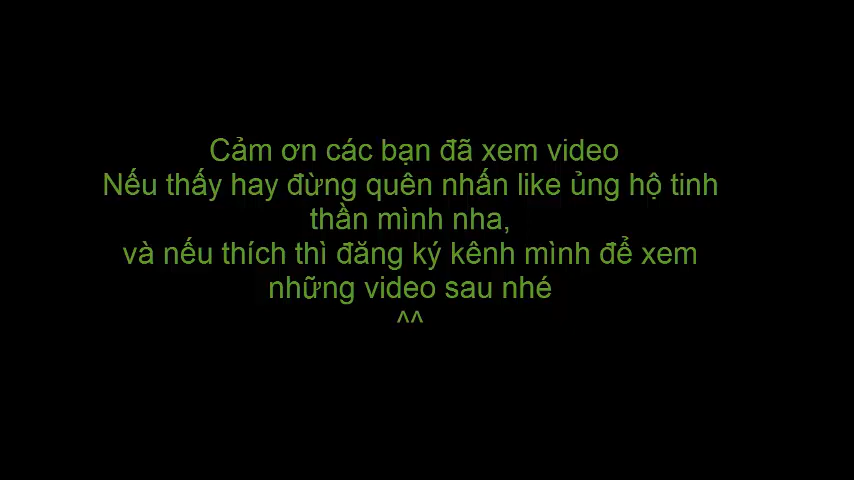 Cảm ơn các bạn đã xem video
Nếu thấy hay đừng quên nhấn like ủng hộ tinh
thần mình nha,
và nếu thích thì đăng ký kênh mình để xem
những video sau nhé
^^